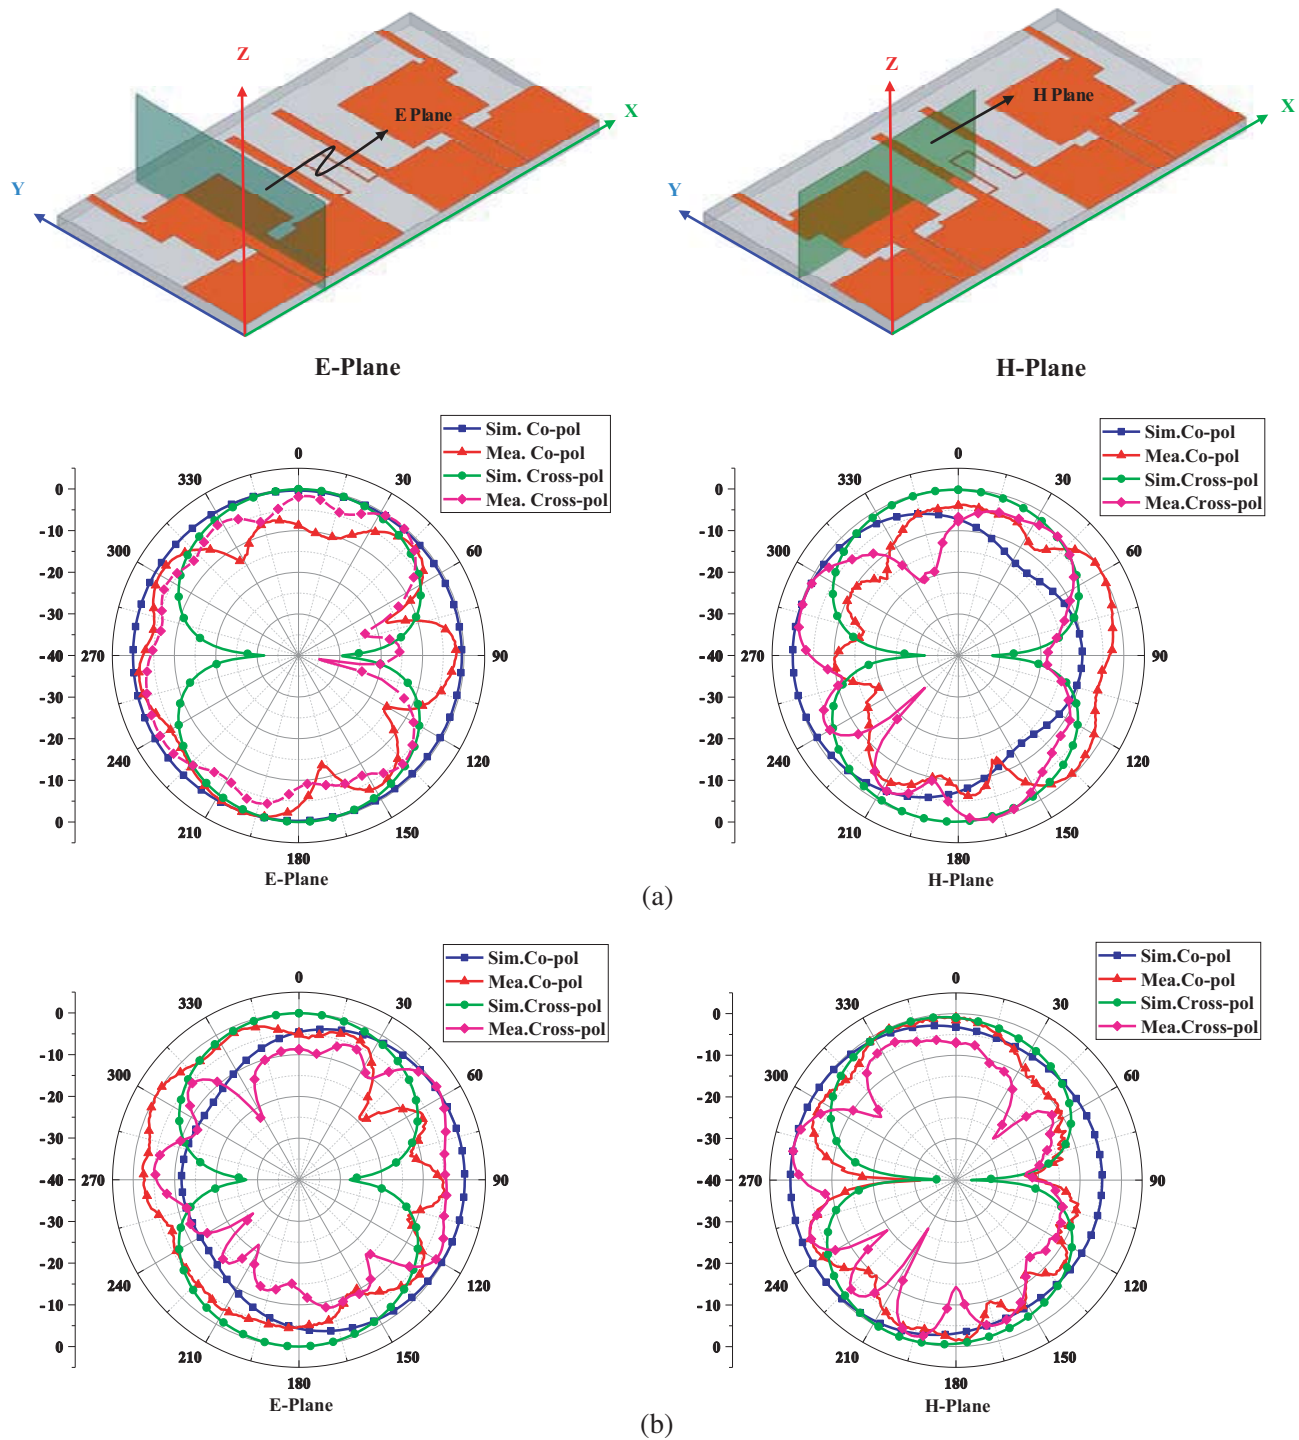 Z
E Plane
X
Y
E-Plane
Z
H Plane
X
Y
H-Plane
Sim. Co-pol
Mea. Co-pol
Sim. Cross-pol
Mea. Cross-pol
0
30
60
90
120
150
180
210
240
270
300
330
0
-10
-20
-30
-40
-30
-20
-10
0
E-Plane
Sim.Co-pol
Mea.Co-pol
Sim.Cross-pol
Mea.Cross-pol
0
30
60
90
120
150
180
210
240
270
300
330
0
-10
-20
-30
-40
-30
-20
-10
0
H-Plane
(a)
Sim.Co-pol
Mea.Co-pol
Sim.Cross-pol
Mea.Cross-pol
0
30
60
90
120
150
180
210
240
270
300
330
0
-10
-20
-30
-40
-30
-20
-10
0
E-Plane
Sim.Co-pol
Mea.Co-pol
Sim.Cross-pol
Mea.Cross-pol
0
30
60
90
120
150
180
210
240
270
300
330
0
-10
-20
-30
-40
-30
-20
-10
0
H-Plane
(b)